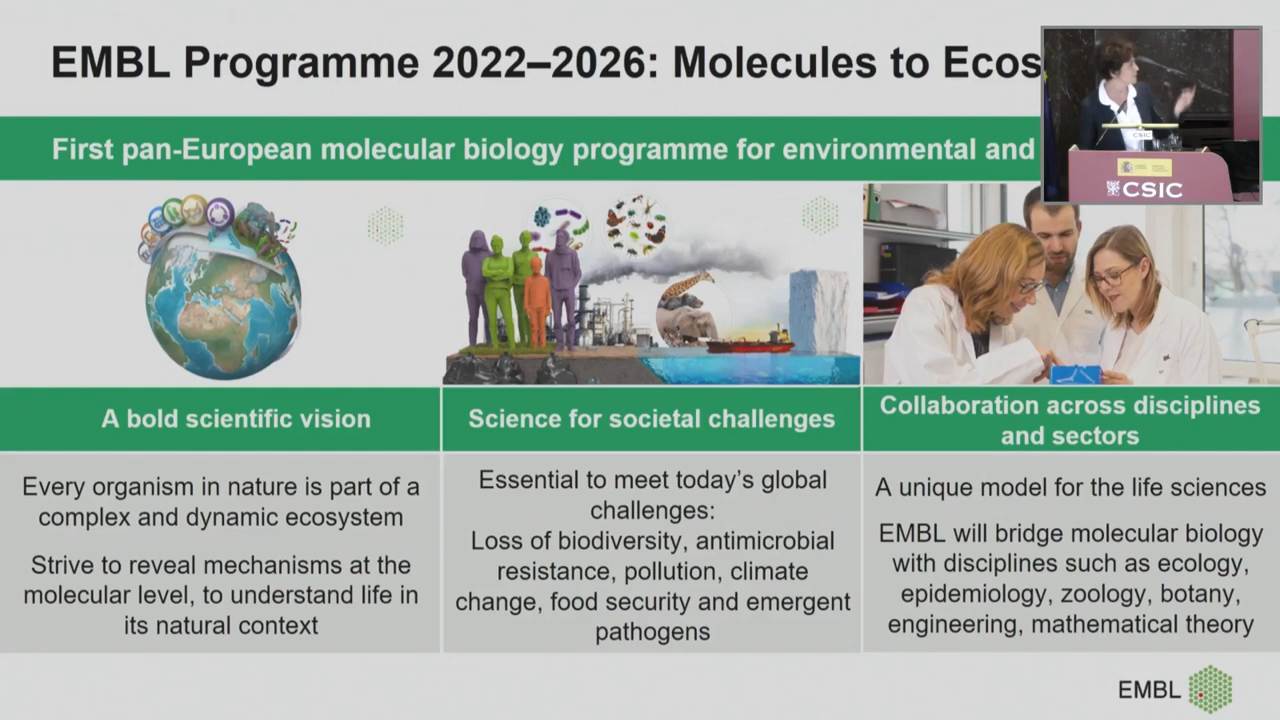 EMBL Programme 2022–2026: Molecules to Ecos
First pan-European molecular biology programme for environmental and
CSIC
CSIC
A bold scientific vision
Science for societal challenges
Collaboration across disciplines
and sectors
Every organism in nature is part of a
complex and dynamic ecosystem
Strive to reveal mechanisms at the
molecular level, to understand life in
its natural context
Essential to meet today’s global
challenges:
Loss of biodiversity, antimicrobial
resistance, pollution, climate
change, food security and emergent
pathogens
A unique model for the life sciences
EMBL will bridge molecular biology
with disciplines such as ecology,
epidemiology, zoology, botany,
engineering, mathematical theory
EMBL